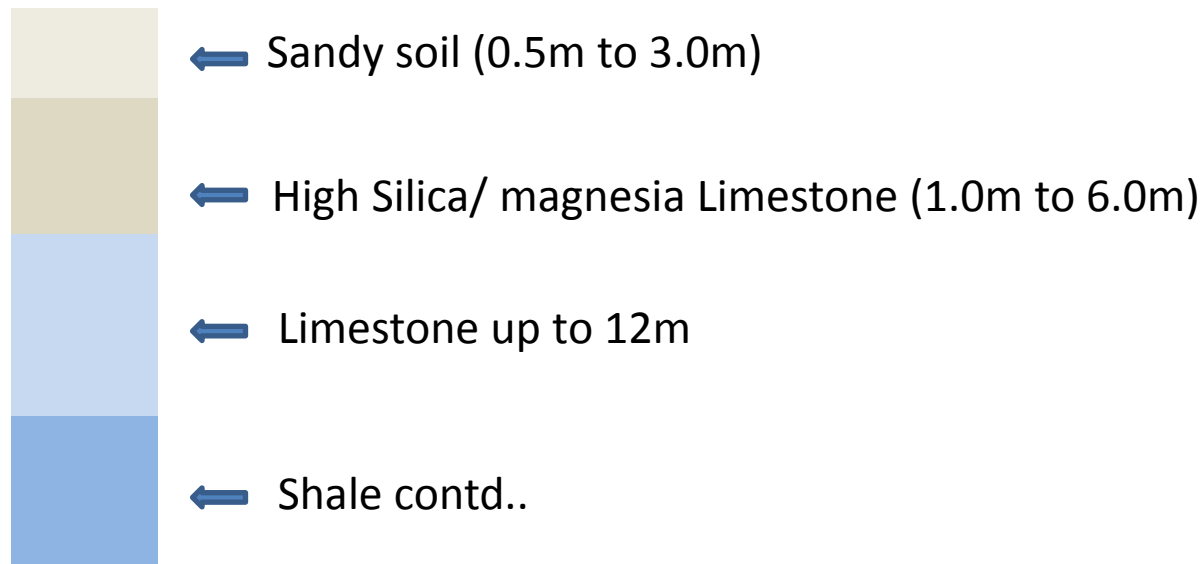 Sandy soil (0.5m to 3.0m)
High Silica/ magnesia Limestone (1.0m to 6.0m)
Limestone up to 12m
Shale contd..